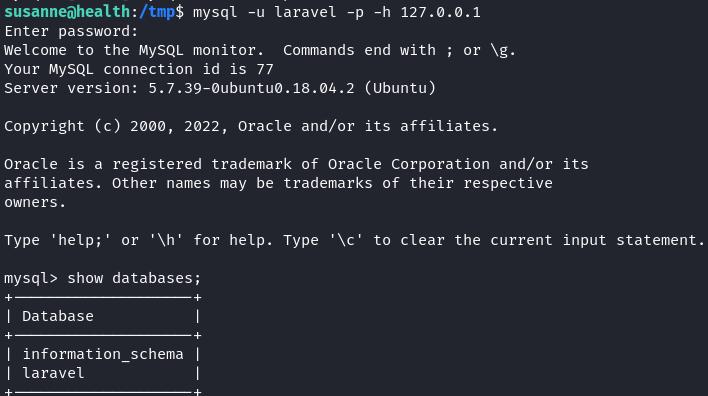 susanne@health:/tmp$ mysql -u laravel -p -h 127.0.0.1
Enter password:
Welcome to the MySQL monitor.  Commands end with ; or \g.
Your MySQL connection id is 77
Server version: 5.7.39-0ubuntu0.18.04.2 (Ubuntu)

Copyright (c) 2000, 2022, Oracle and/or its affiliates.

Oracle is a registered trademark of Oracle Corporation and/or its
affiliates. Other names may be trademarks of their respective
owners.

Type 'help;' or '\h' for help. Type '\c' to clear the current input statement.

mysql> show databases;
+--------------------+
| Database           |
+--------------------+
| information_schema |
| laravel            |
+--------------------+